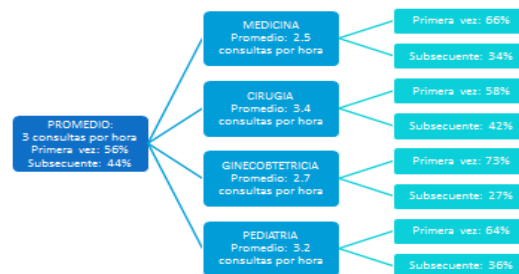 PROMEDIO:
3 consultas por hora
Primera vez: 56%
Subsecuente: 44%
MEDICINA
Promedio: 2.5
consultas por hora
Primera vez: 66%
Subsecuente: 34%
CIRUGIA
Promedio: 3.4
consultas por hora
Primera vez: 58%
Subsecuente: 42%
GINECOBTETRICIA
Promedio: 2.7
consultas por hora
Primera vez: 73%
Subsecuente: 27%
PEDIATRIA
Promedio: 3.2
consultas por hora
Primera vez: 64%
Subsecuente: 36%